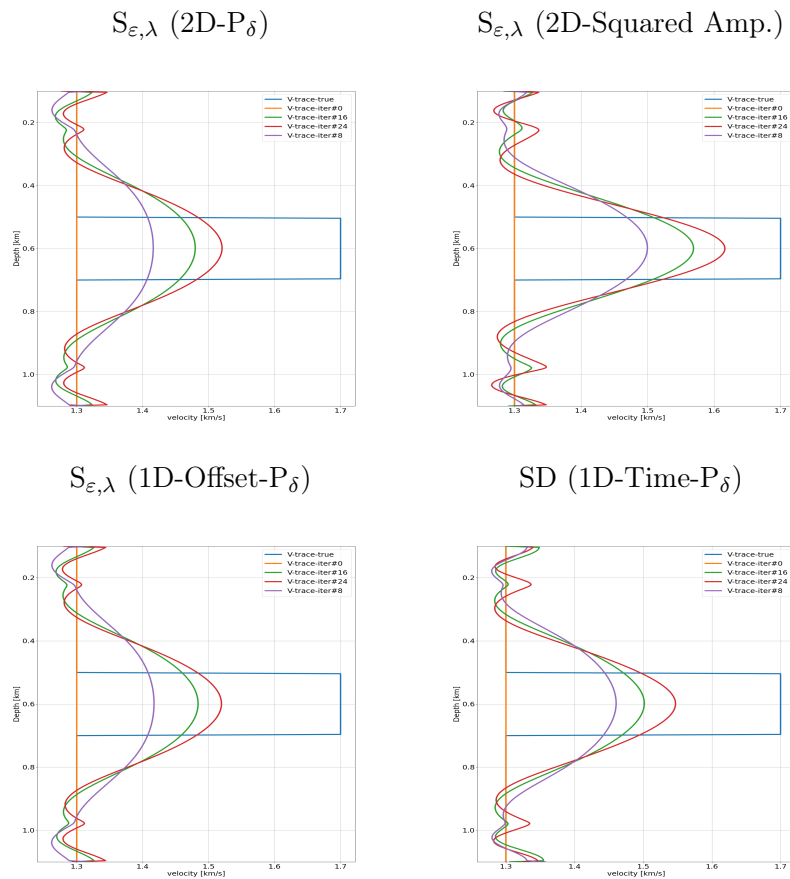 S_{ε,λ} (2D-P_δ)
S_{ε,λ} (2D-Squared Amp.)
V-trace-true
V-trace-iter#0
V-trace-iter#16
V-trace-iter#24
V-trace-iter#8
0.2
0.4
0.6
0.8
1.0
Depth [km]
1.3
1.4
1.5
1.6
1.7
velocity [km/s]
V-trace-true
V-trace-iter#0
V-trace-iter#16
V-trace-iter#24
V-trace-iter#8
0.2
0.4
0.6
0.8
1.0
Depth [km]
1.3
1.4
1.5
1.6
1.7
velocity [km/s]
S_{ε,λ} (1D-Offset-P_δ)
SD (1D-Time-P_δ)
V-trace-true
V-trace-iter#0
V-trace-iter#16
V-trace-iter#24
V-trace-iter#8
0.2
0.4
0.6
0.8
1.0
Depth [km]
1.3
1.4
1.5
1.6
1.7
velocity [km/s]
V-trace-true
V-trace-iter#0
V-trace-iter#16
V-trace-iter#24
V-trace-iter#8
0.2
0.4
0.6
0.8
1.0
Depth [km]
1.3
1.4
1.5
1.6
1.7
velocity [km/s]